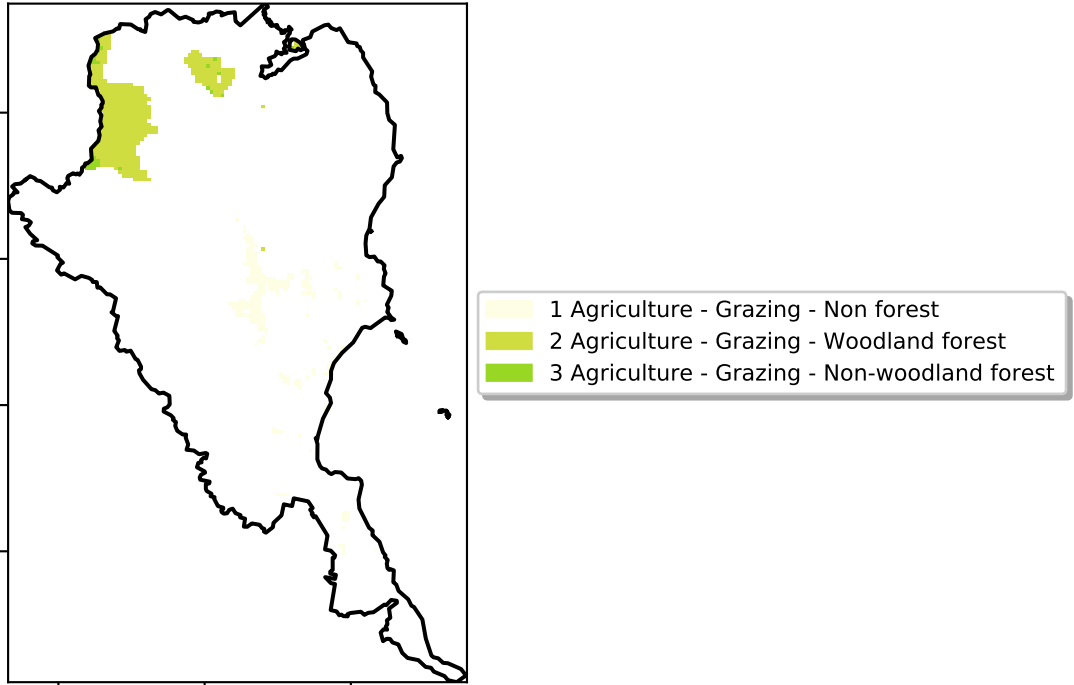 1 Agriculture - Grazing - Non forest
2 Agriculture - Grazing - Woodland forest
3 Agriculture - Grazing - Non-woodland forest